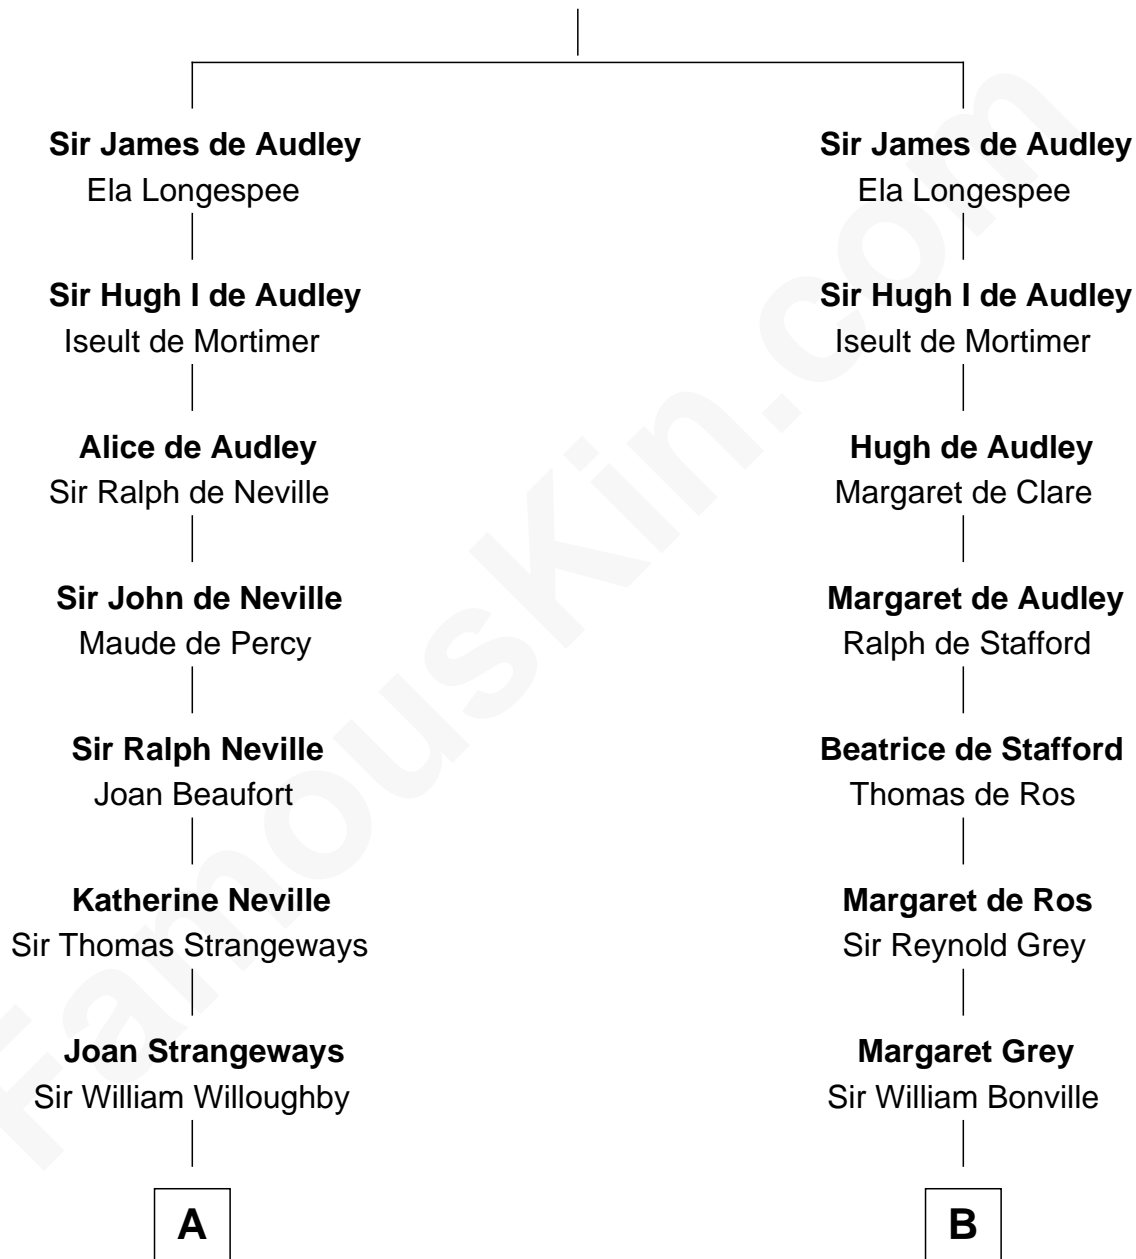 Sir James de Audley
Ela Longespee
Sir James de Audley
Ela Longespee
Sir Hugh I de Audley
Iseult de Mortimer
Sir Hugh I de Audley
Iseult de Mortimer
Alice de Audley
Sir Ralph de Neville
Hugh de Audley
Margaret de Clare
Sir John de Neville
Maude de Percy
Margaret de Audley
Ralph de Stafford
Sir Ralph Neville
Joan Beaufort
Beatrice de Stafford
Thomas de Ros
Katherine Neville
Sir Thomas Strangeways
Margaret de Ros
Sir Reynold Grey
Joan Strangeways
Sir William Willoughby
Margaret Grey
Sir William Bonville
A
B
FamousKin.com